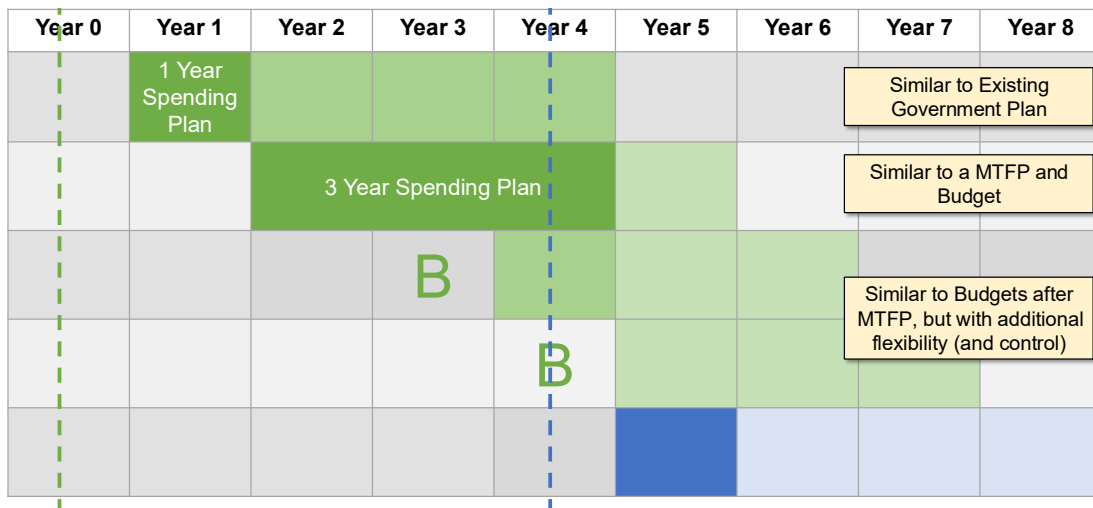 Year 0 Year 1 Year 2 Year 3 Year 4 Year 5 Year 6 Year 7 Year 8
1 Year
Spending
Plan
Similar to Existing
Government Plan
3 Year Spending Plan
Similar to a MTFP and
Budget
B
Similar to Budgets after
MTFP, but with additional
flexibility (and control)
B